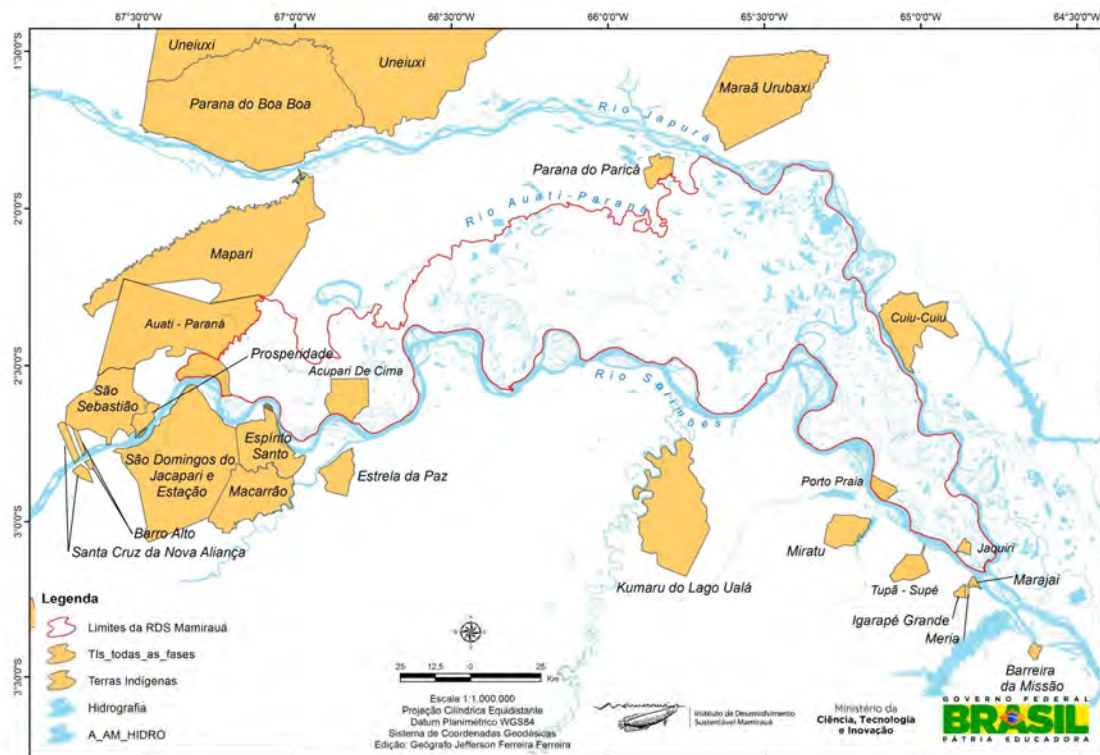 67°30'0"W 67°0'0"W 66°30'0"W 66°0'0"W 65°30'0"W 65°0'0"W 64°30'0"W
1°30'0"S
2°0'0"S
2°30'0"S
3°0'0"S
3°30'0"S
Uneiuxi
Uneiuxi
Parana do Boa Boa
Maraã Urubaxi
Rio Japurá
Parana do Paricá
Rio Auati-Paraná
Mapari
Auati - Paraná
Cuiu-Cuiu
Prosperidade
Acupari De Cima
Rio Solimões
São
Sebastião
Espírito
Santo
São Domingos do
Jacapari e
Estação
Macarrão
Estrela da Paz
Porto Praia
Barro Alto
Santa Cruz da Nova Aliança
Miratu
Jaquiri
Kumaru do Lago Ualá
Tupã - Supé
Marajai
Igarapé Grande
Meria
Barreira
da Missão
Legenda
Limites da RDS Mamirauá
TIs_todas_as_fases
Terras Indígenas
Hidrografia
A_AM_HIDRO
25 12,5 0 25
Km
Escala 1:1.000.000
Projeção Cilíndrica Equidistante
Datum Planimétrico WGS84
Sistema de Coordenadas Geodésicas
Edição: Geógrafo Jefferson Ferreira Ferreira
Mamirauá
Instituto de Desenvolvimento
Sustentável Mamirauá
Ministério da
Ciência, Tecnologia
e Inovação
GOVERNO FEDERAL
BRASIL
PÁTRIA EDUCADORA